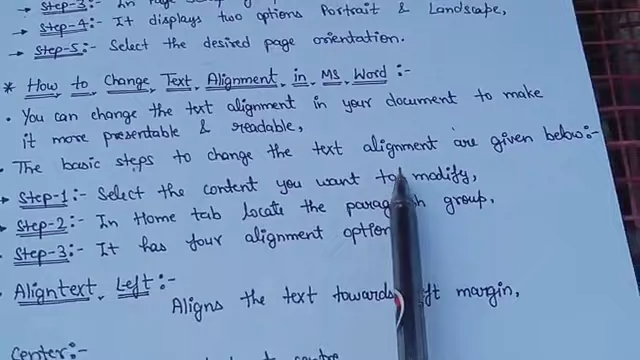 → Step-3:- In Page
→ Step-4:- It displays two options Portrait & Landscape,
→ Step-5:- Select the desired page orientation.
* How to Change Text Alignment in MS Word:-
• You can change the text alignment in your document to make
it more presentable & readable,
• The basic steps to change the text alignment are given below:-
→ Step-1:- Select the content you want to modify,
→ Step-2:- In Home tab locate the paragraph group,
→ Step-3:- It has four alignment option
• Aligntext Left:-
Aligns the text towards left margin,
Center:-